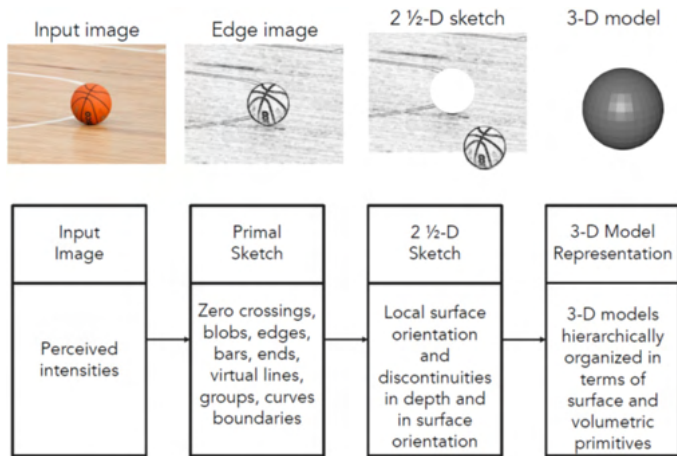 Input image
Edge image
2 ½-D sketch
3-D model
Input
Image
Perceived
intensities
Primal
Sketch
Zero crossings,
blobs, edges,
bars, ends,
virtual lines,
groups, curves
boundaries
2 ½-D
Sketch
Local surface
orientation
and
discontinuities
in depth and
in surface
orientation
3-D Model
Representation
3-D models
hierarchically
organized in
terms of
surface and
volumetric
primitives